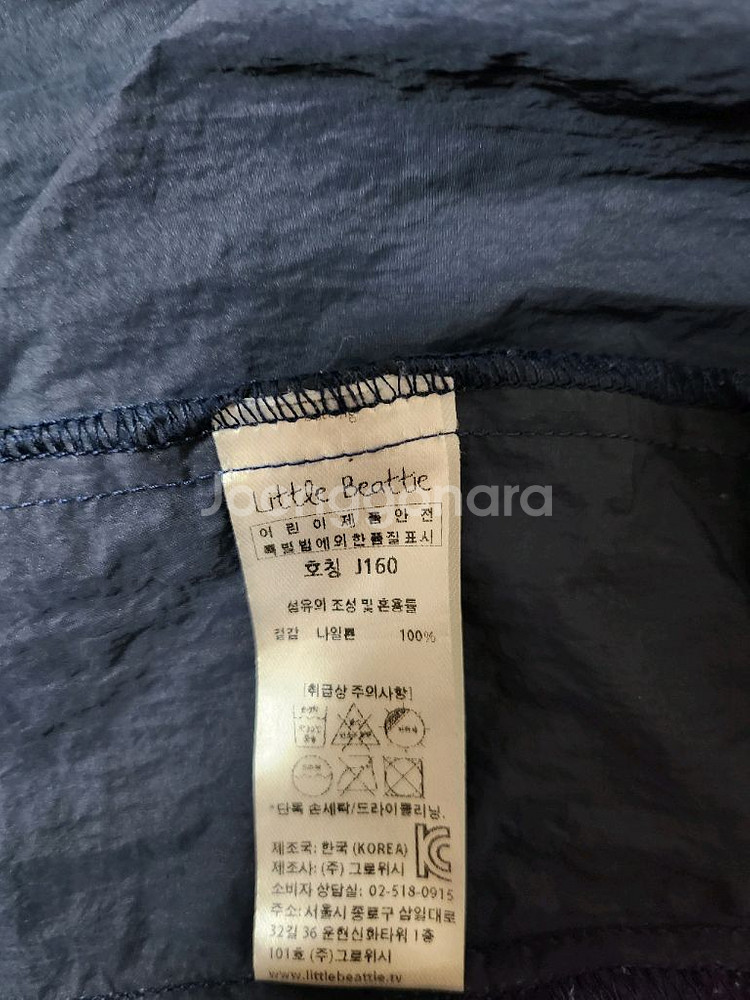 Little Beattie
Joonggonara
어 린 이 제 품 안 전
특별법에의한품질표시
호칭 J160
섬유의 조성 및 혼용률
겉감 나일론 100%
[취급상 주의사항]
*단독 손세탁/드라이클리닝.
제조국: 한국 (KOREA)
제조사: (주) 그로위시
소비자 상담실: 02-518-0915
주소: 서울시 종로구 삼일대로
32길 36 운현신화타워 1층
101호 (주)그로위시
www.littlebeattie.tv